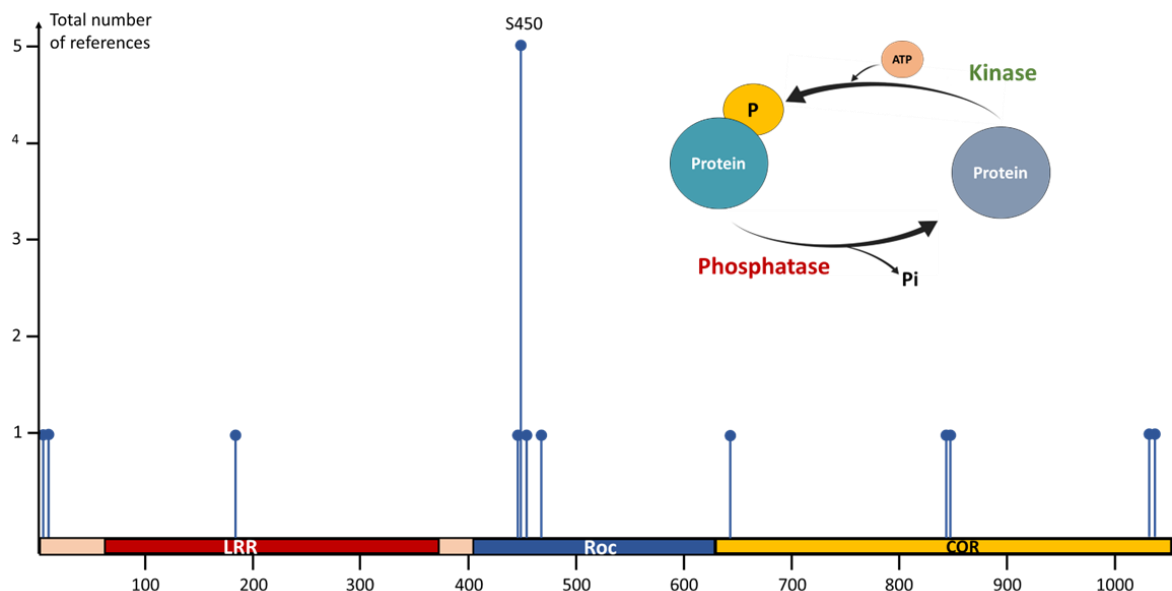 Total number
of references
S450
5
4
3
2
1
ATP
Kinase
P
Protein
Protein
Phosphatase
Pi
LRR
Roc
COR
100
200
300
400
500
600
700
800
900
1000